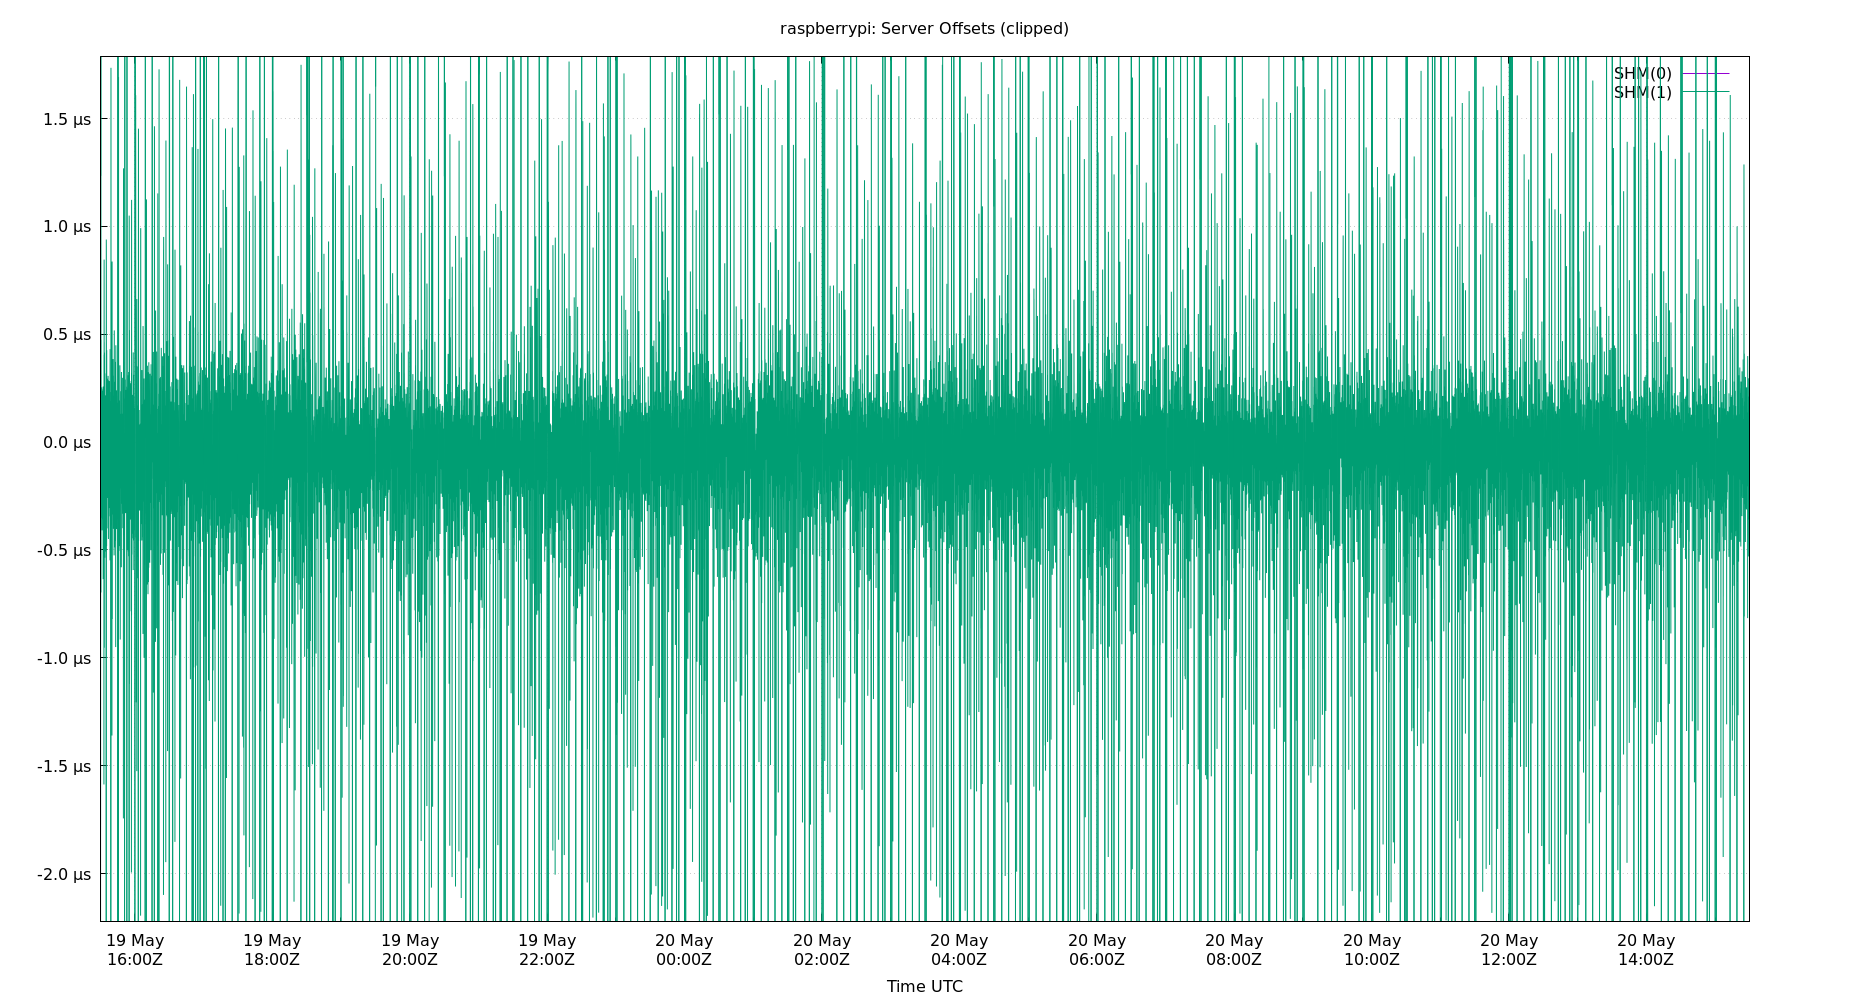 raspberrypi: Server Offsets (clipped)
SHM(0)
SHM(1)
1.5 µs
1.0 µs
0.5 µs
0.0 µs
-0.5 µs
-1.0 µs
-1.5 µs
-2.0 µs
19 May 19 May 19 May 19 May 20 May 20 May 20 May 20 May 20 May 20 May 20 May 20 May
16:00Z 18:00Z 20:00Z 22:00Z 00:00Z 02:00Z 04:00Z 06:00Z 08:00Z 10:00Z 12:00Z 14:00Z
Time UTC